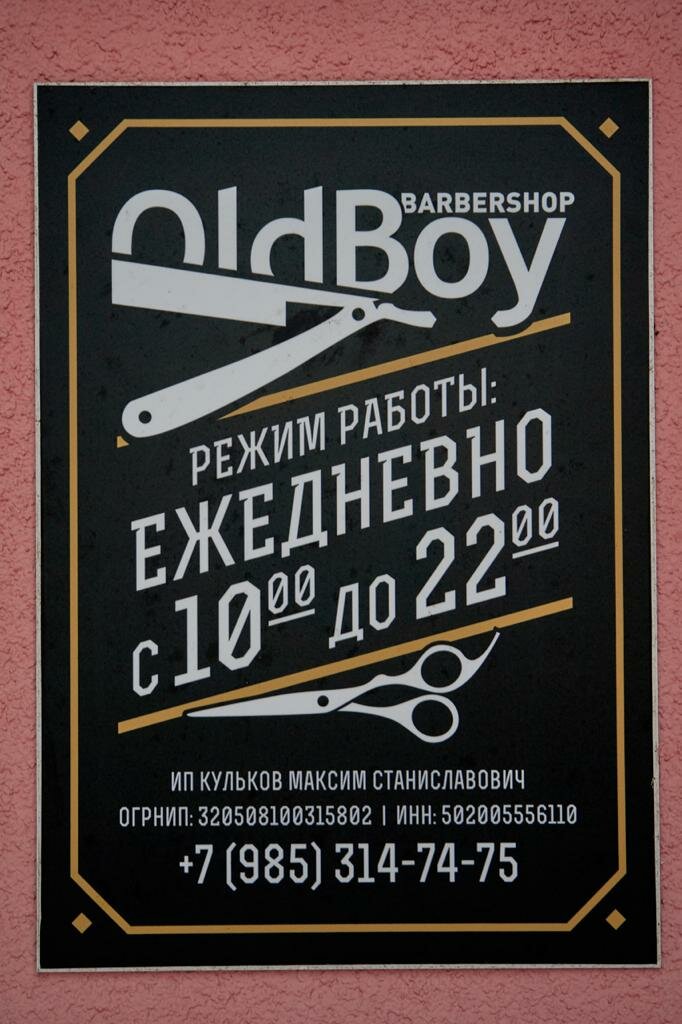 OldBoy
BARBERSHOP
РЕЖИМ РАБОТЫ:
ЕЖЕДНЕВНО
С 10⁰⁰ ДО 22⁰⁰
ИП КУЛЬКОВ МАКСИМ СТАНИСЛАВОВИЧ
ОГРНИП: 320508100315802 | ИНН: 502005556110
+7 (985) 314-74-75